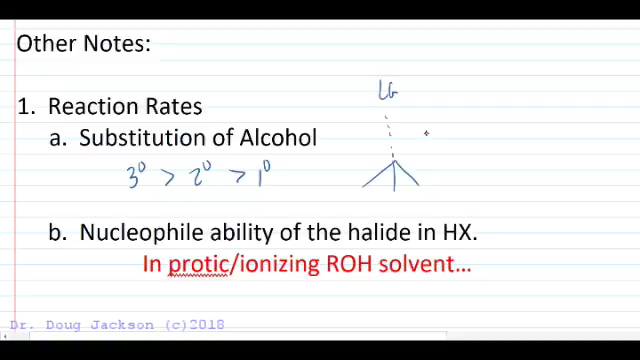 Other Notes:
LG
1. Reaction Rates
a. Substitution of Alcohol
3° > 2° > 1°
b. Nucleophile ability of the halide in HX.
In protic/ionizing ROH solvent...
Dr. Doug Jackson (c)2018